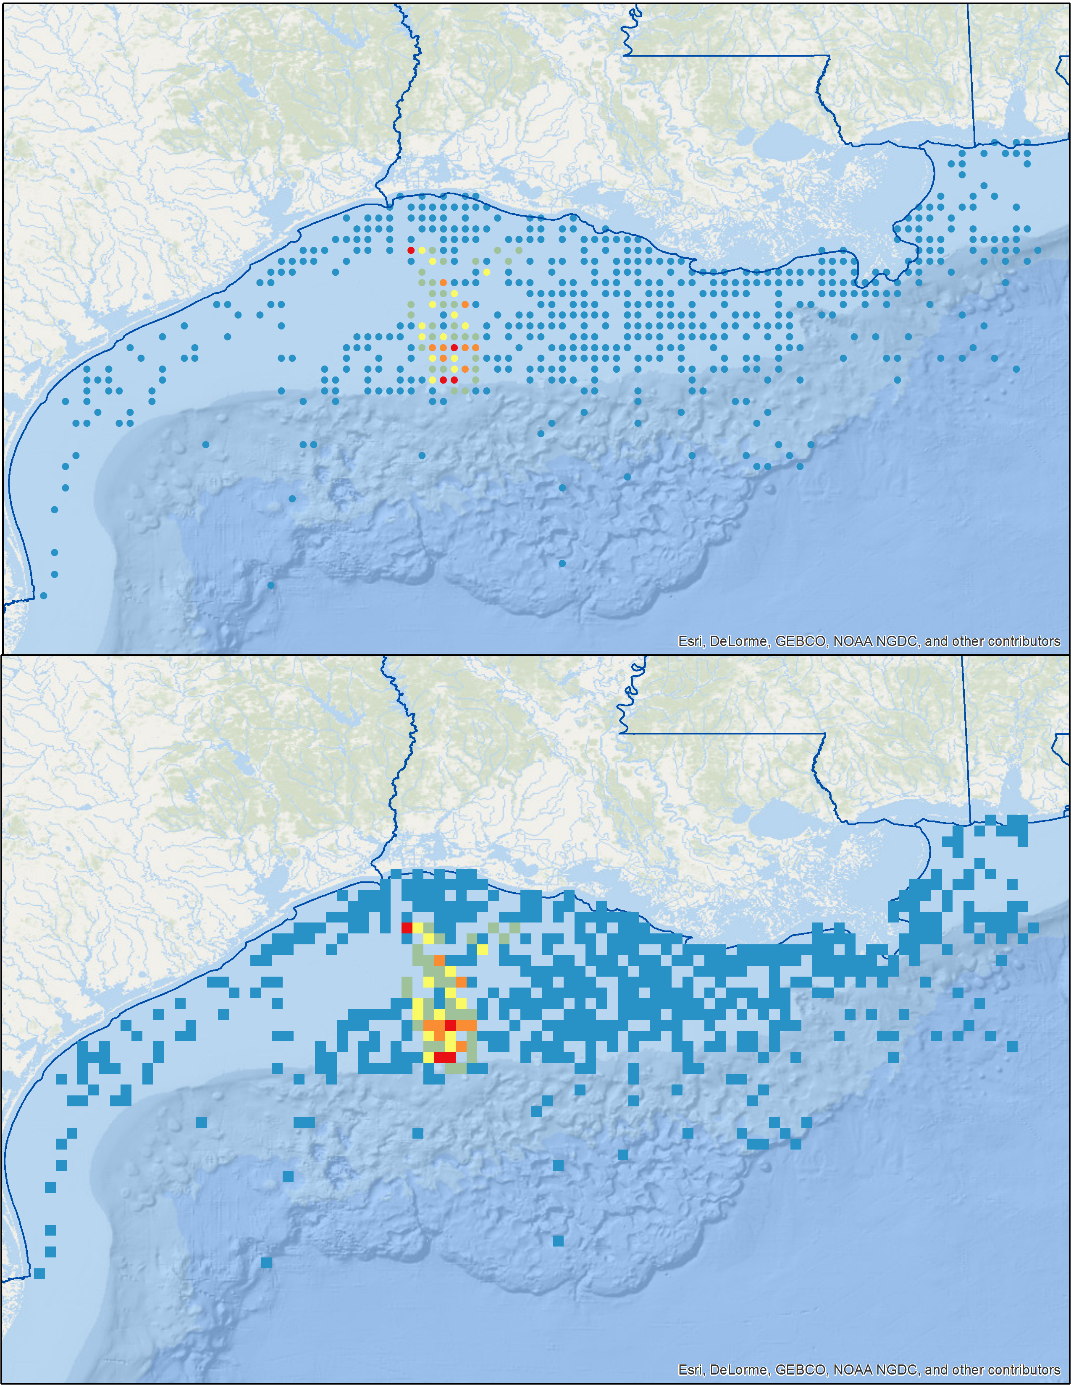 Esri, DeLorme, GEBCO, NOAA NGDC, and other contributors
Esri, DeLorme, GEBCO, NOAA NGDC, and other contributors